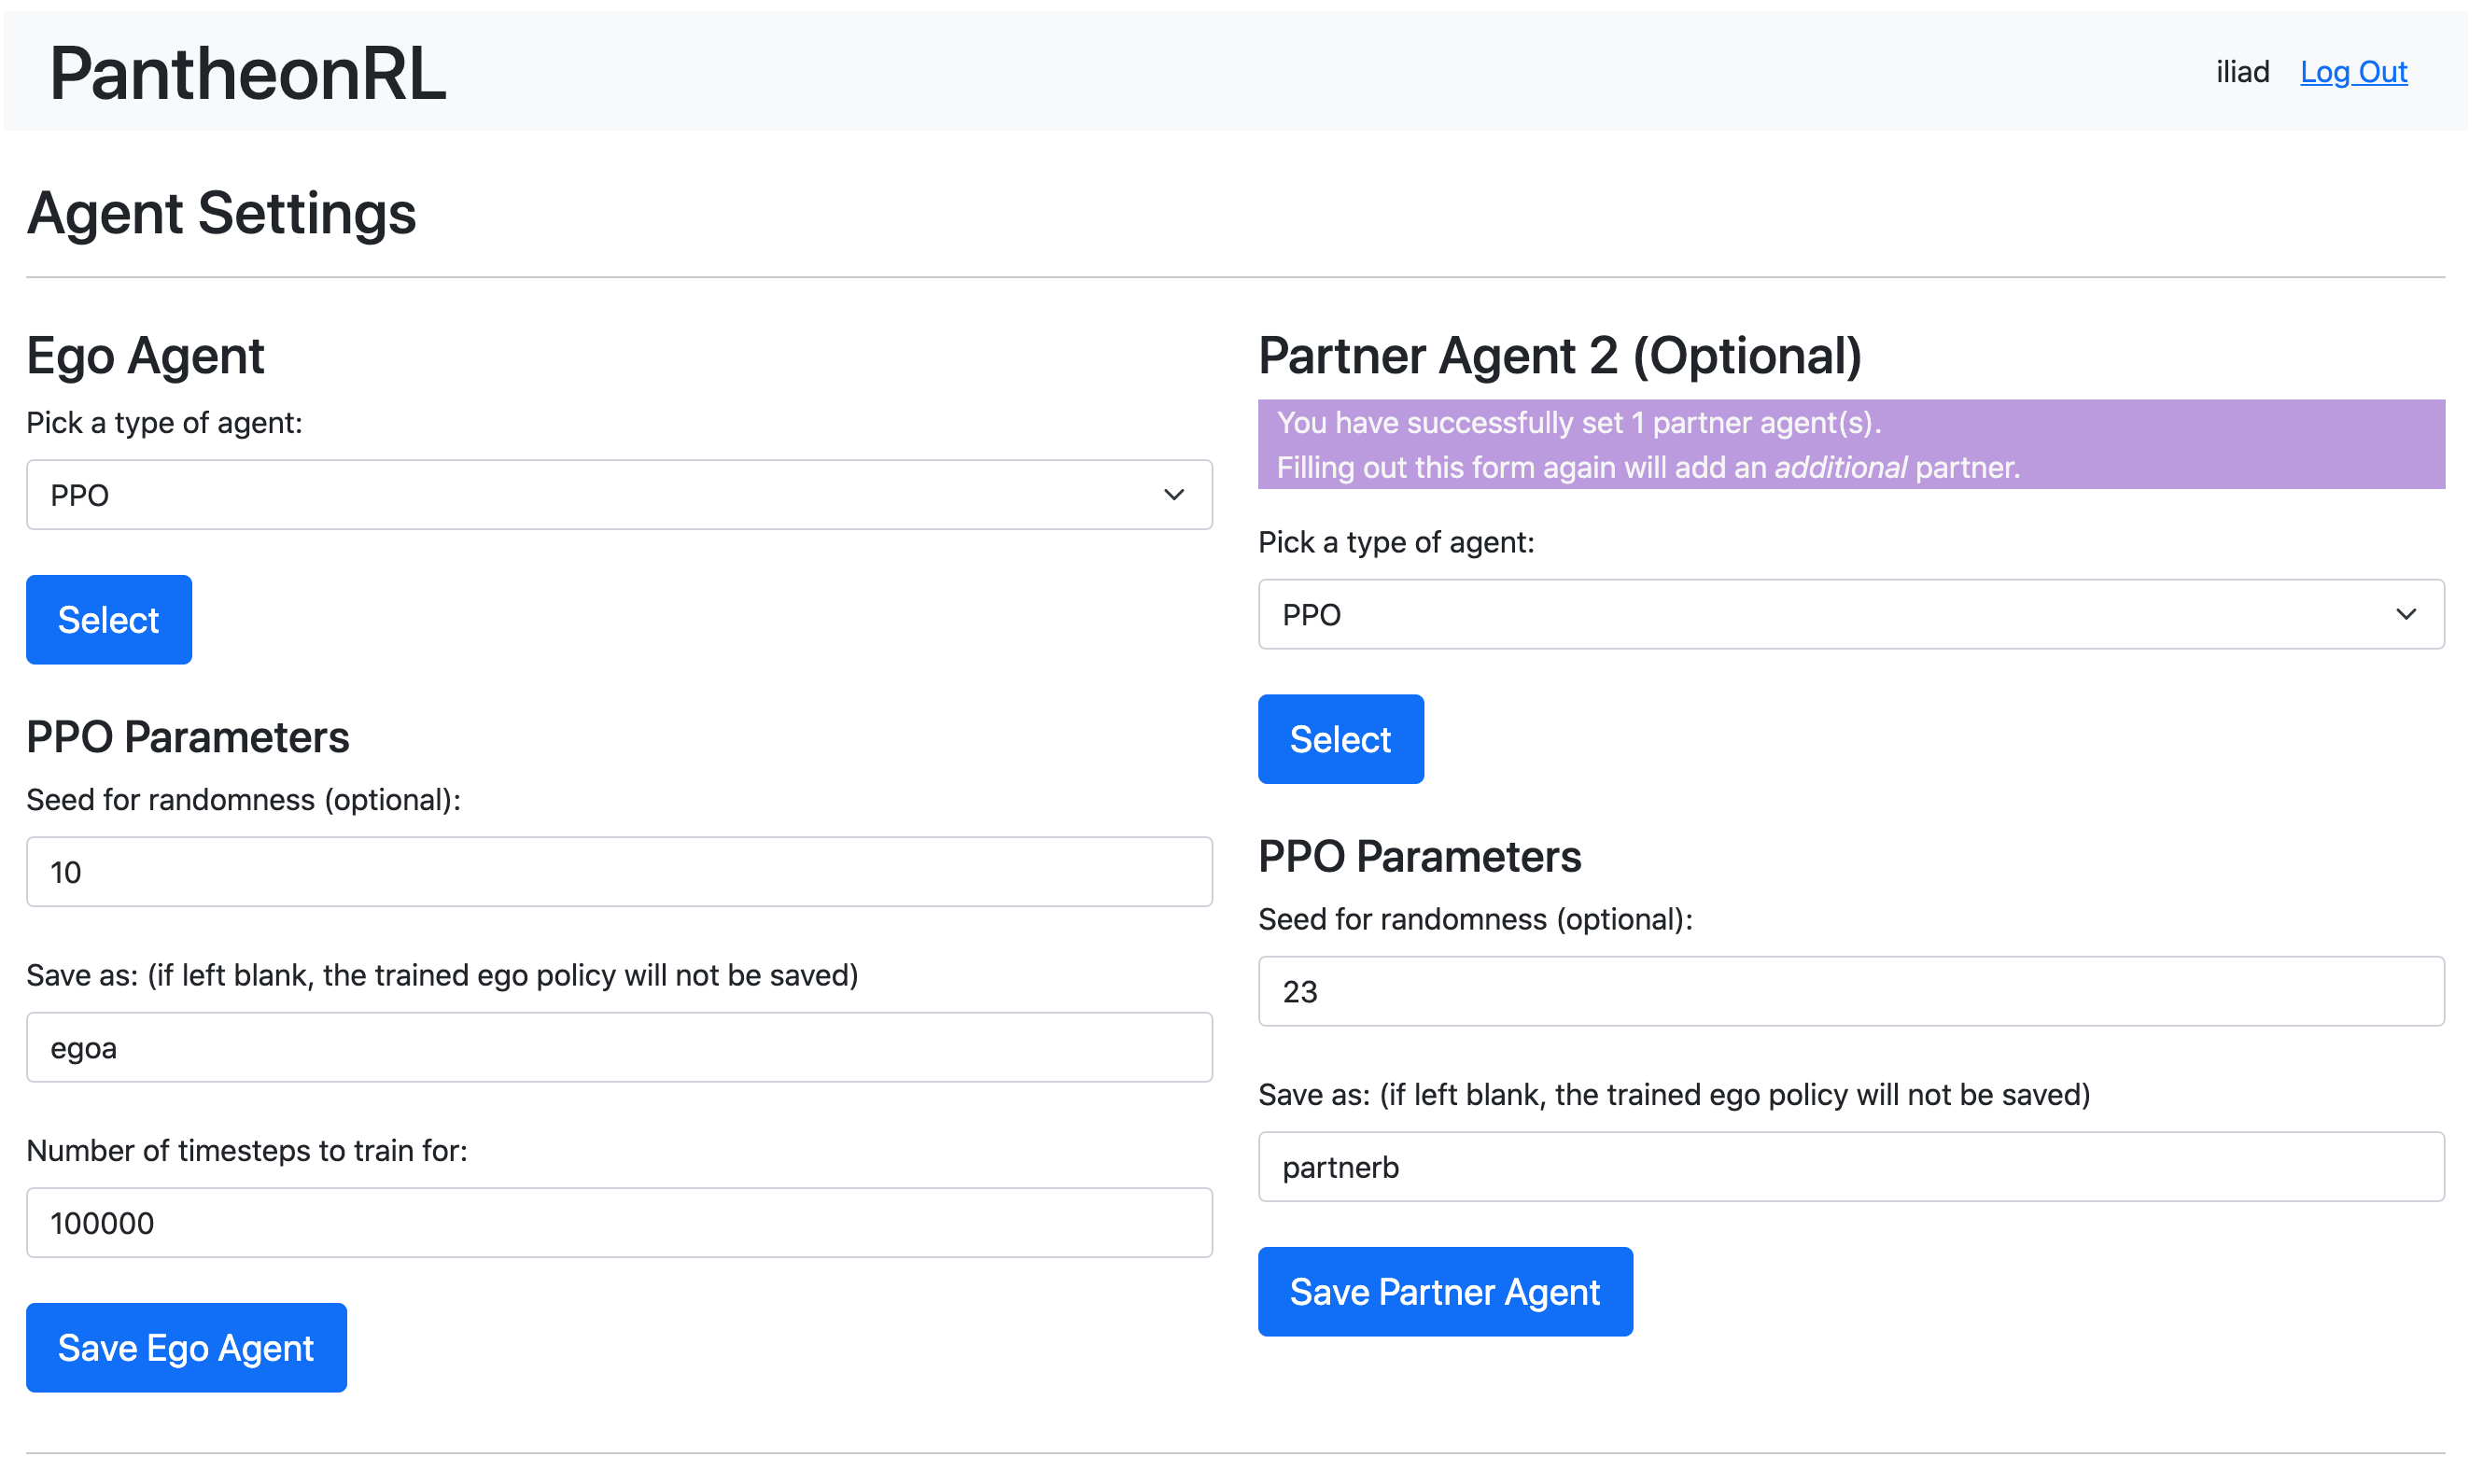 PantheonRL
iliad Log Out
Agent Settings
Ego Agent
Pick a type of agent:
PPO
Select
PPO Parameters
Seed for randomness (optional):
10
Save as: (if left blank, the trained ego policy will not be saved)
egoa
Number of timesteps to train for:
100000
Save Ego Agent
Partner Agent 2 (Optional)
You have successfully set 1 partner agent(s).
Filling out this form again will add an additional partner.
Pick a type of agent:
PPO
Select
PPO Parameters
Seed for randomness (optional):
23
Save as: (if left blank, the trained ego policy will not be saved)
partnerb
Save Partner Agent